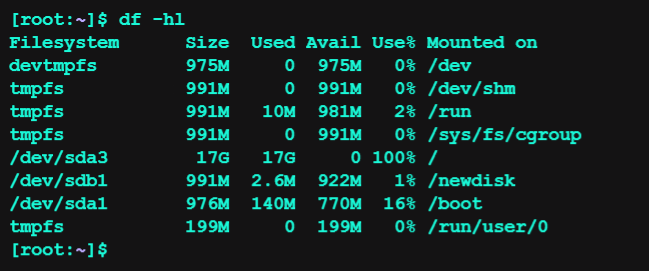 [root:~]$ df -hl
Filesystem      Size  Used Avail Use% Mounted on
devtmpfs        975M     0  975M   0% /dev
tmpfs           991M     0  991M   0% /dev/shm
tmpfs           991M   10M  981M   2% /run
tmpfs           991M     0  991M   0% /sys/fs/cgroup
/dev/sda3        17G   17G     0 100% /
/dev/sdb1       991M  2.6M  922M   1% /newdisk
/dev/sda1       976M  140M  770M  16% /boot
tmpfs           199M     0  199M   0% /run/user/0
[root:~]$